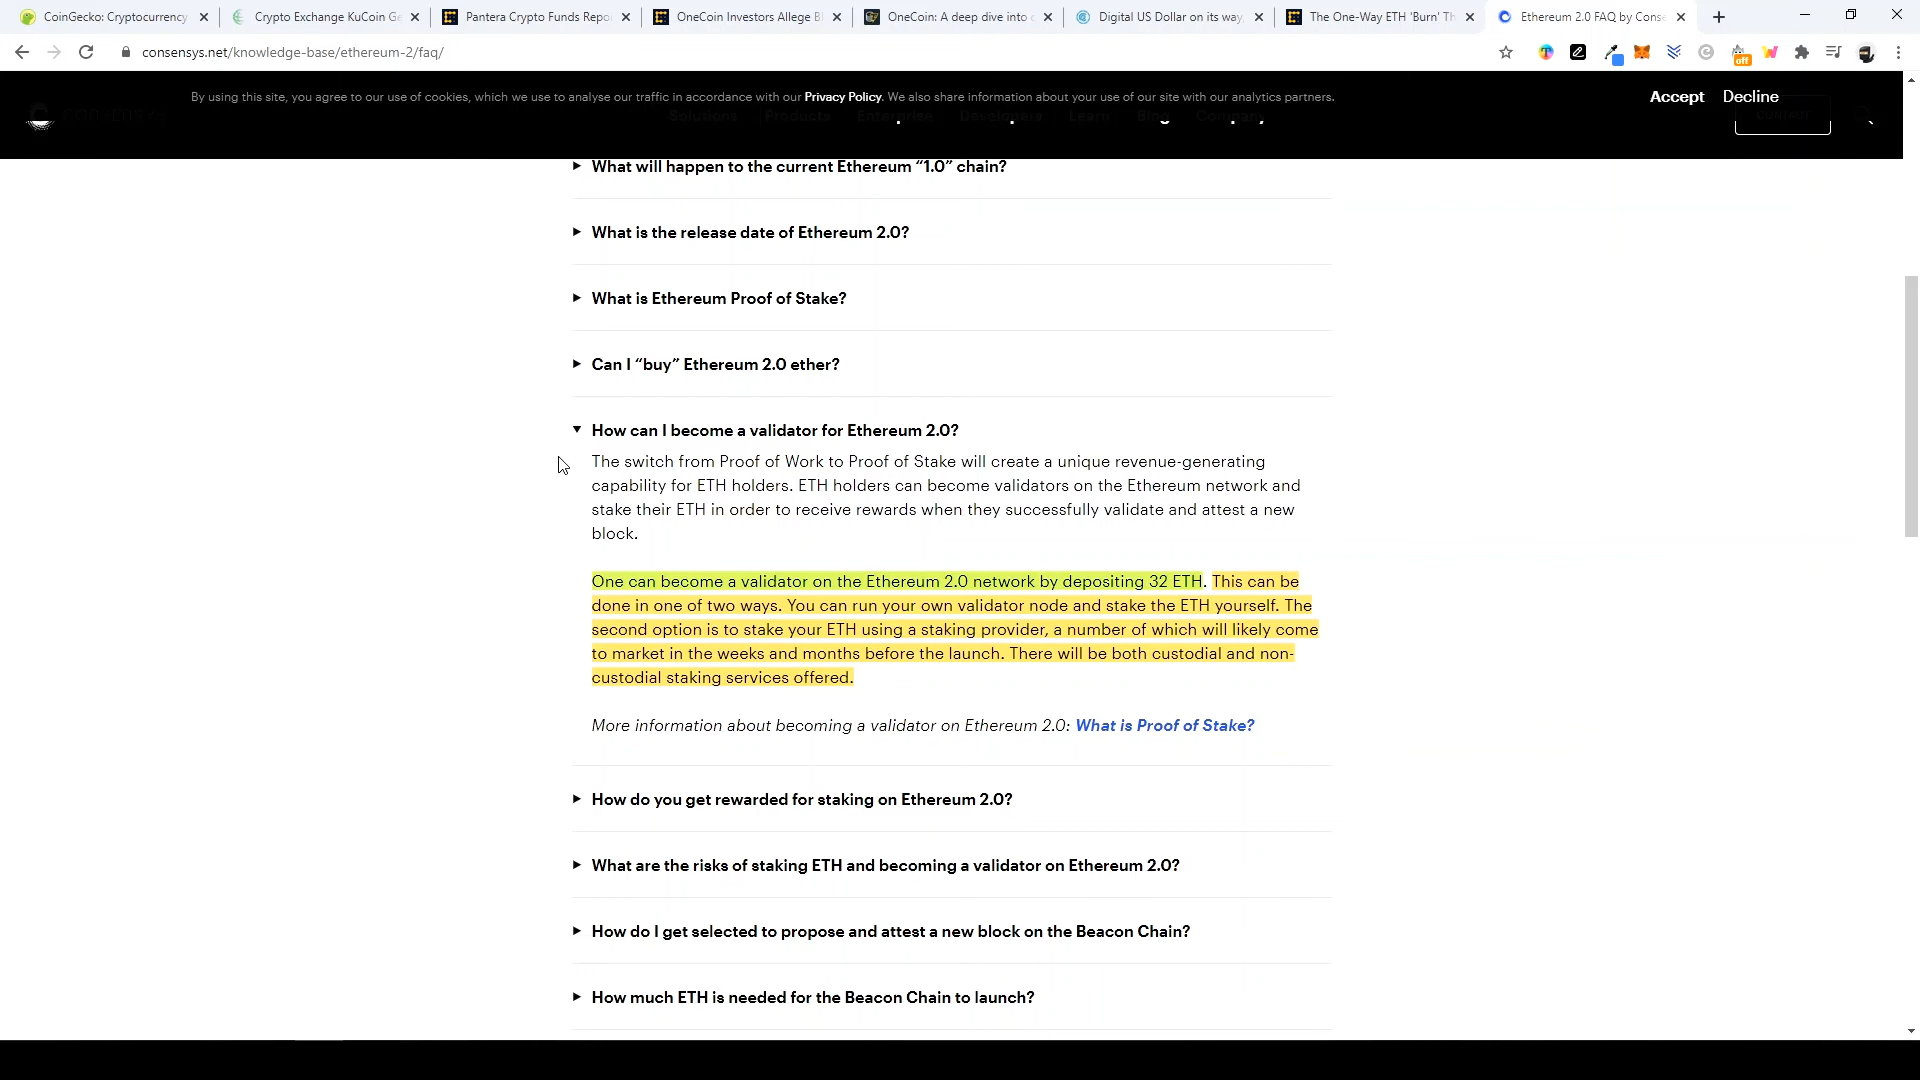 CoinGecko: Cryptocurrency
Crypto Exchange KuCoin Ge
Pantera Crypto Funds Repo
OneCoin Investors Allege Bi
OneCoin: A deep dive into c
Digital US Dollar on its way
The One-Way ETH 'Burn' Th
Ethereum 2.0 FAQ by Conse
consensys.net/knowledge-base/ethereum-2/faq/
off
By using this site, you agree to our use of cookies, which we use to analyse our traffic in accordance with our Privacy Policy. We also share information about your use of our site with our analytics partners.
Accept
Decline
Solutions
Products
Enterprise
Developers
Learn
Blog
Company
What will happen to the current Ethereum “1.0” chain?
What is the release date of Ethereum 2.0?
What is Ethereum Proof of Stake?
Can I “buy” Ethereum 2.0 ether?
How can I become a validator for Ethereum 2.0?
The switch from Proof of Work to Proof of Stake will create a unique revenue-generating
capability for ETH holders. ETH holders can become validators on the Ethereum network and
stake their ETH in order to receive rewards when they successfully validate and attest a new
block.
One can become a validator on the Ethereum 2.0 network by depositing 32 ETH. This can be
done in one of two ways. You can run your own validator node and stake the ETH yourself. The
second option is to stake your ETH using a staking provider, a number of which will likely come
to market in the weeks and months before the launch. There will be both custodial and non-
custodial staking services offered.
More information about becoming a validator on Ethereum 2.0: What is Proof of Stake?
How do you get rewarded for staking on Ethereum 2.0?
What are the risks of staking ETH and becoming a validator on Ethereum 2.0?
How do I get selected to propose and attest a new block on the Beacon Chain?
How much ETH is needed for the Beacon Chain to launch?